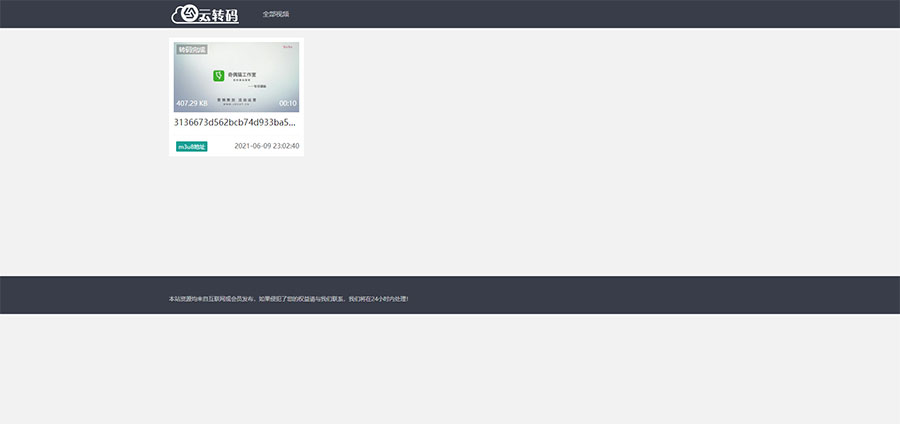 云转码
全部视频
转码完成
奇偶猫工作室
407.29 KB
00:10
3136673d562bcb74d933ba5...
m3u8地址
2021-06-09 23:02:40
本站资源均来自互联网或会员发布，如果侵犯了您的权益请与我们联系，我们将在24小时内处理！